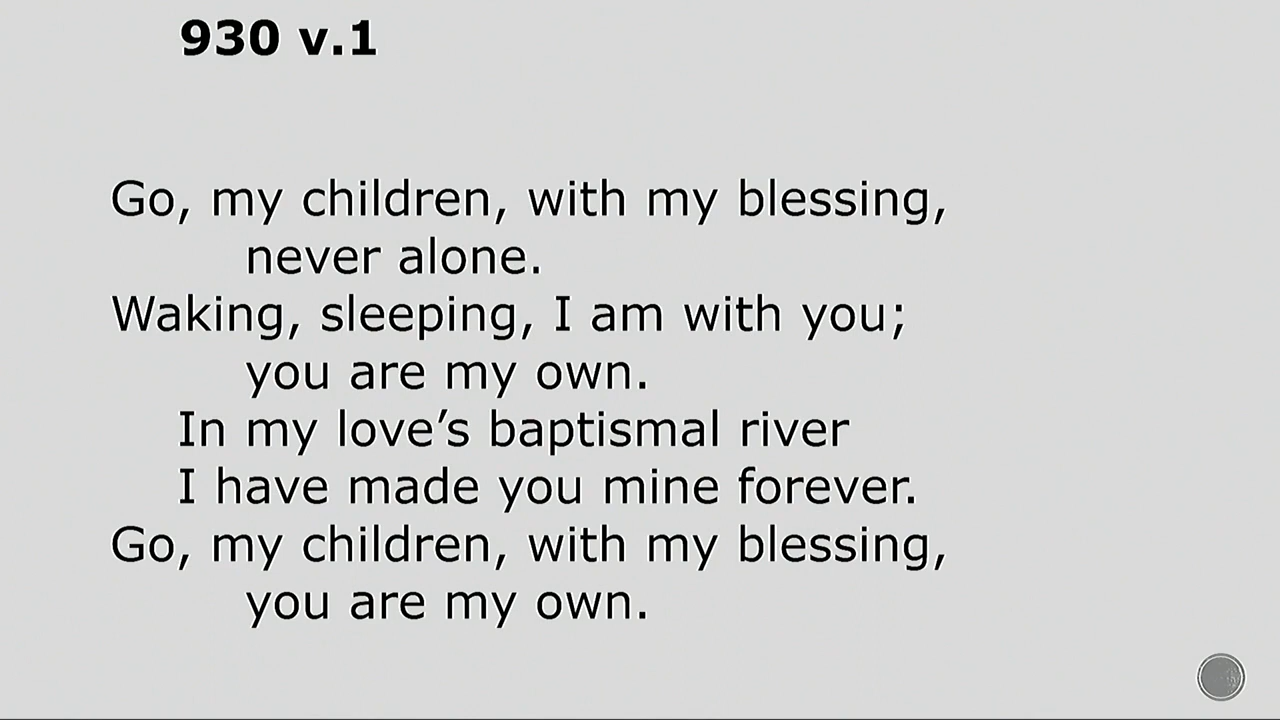 930 v.1
Go, my children, with my blessing,
never alone.
Waking, sleeping, I am with you;
you are my own.
In my love’s baptismal river
I have made you mine forever.
Go, my children, with my blessing,
you are my own.